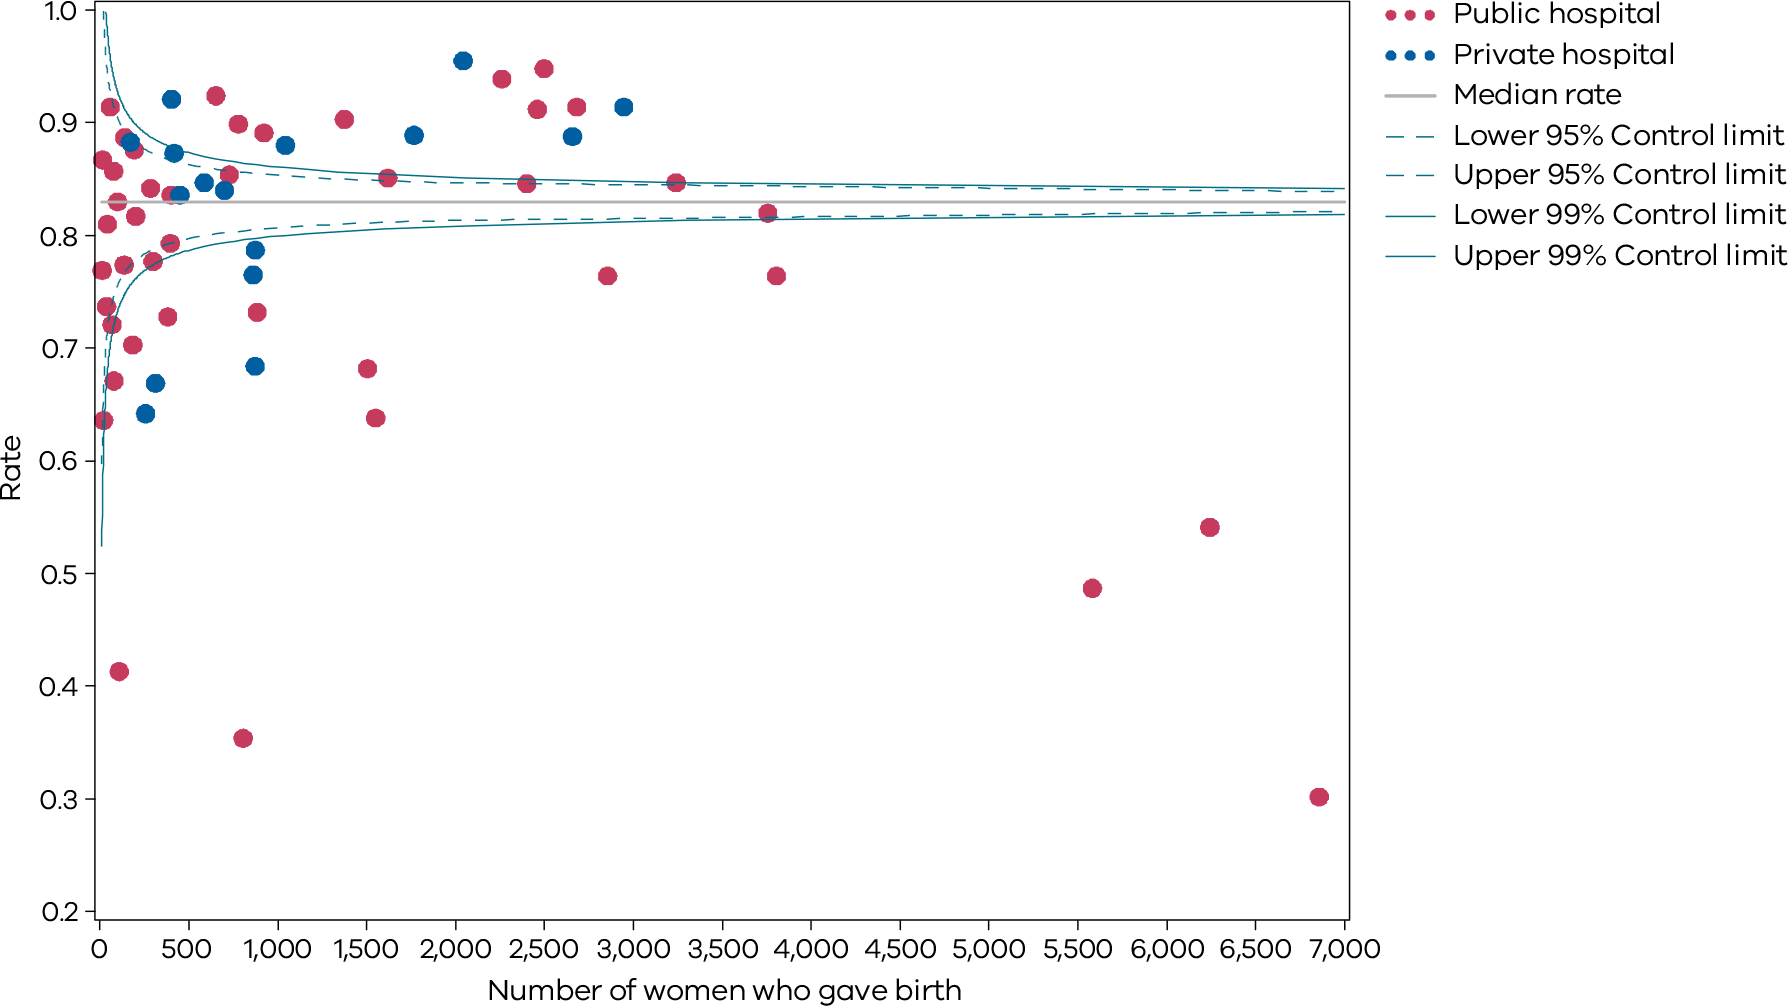 1.0
0.9
0.8
0.7
0.6
0.5
0.4
0.3
0.2
Rate
0 500 1,000 1,500 2,000 2,500 3,000 3,500 4,000 4,500 5,000 5,500 6,000 6,500 7,000
Number of women who gave birth
Public hospital
Private hospital
Median rate
Lower 95% Control limit
Upper 95% Control limit
Lower 99% Control limit
Upper 99% Control limit